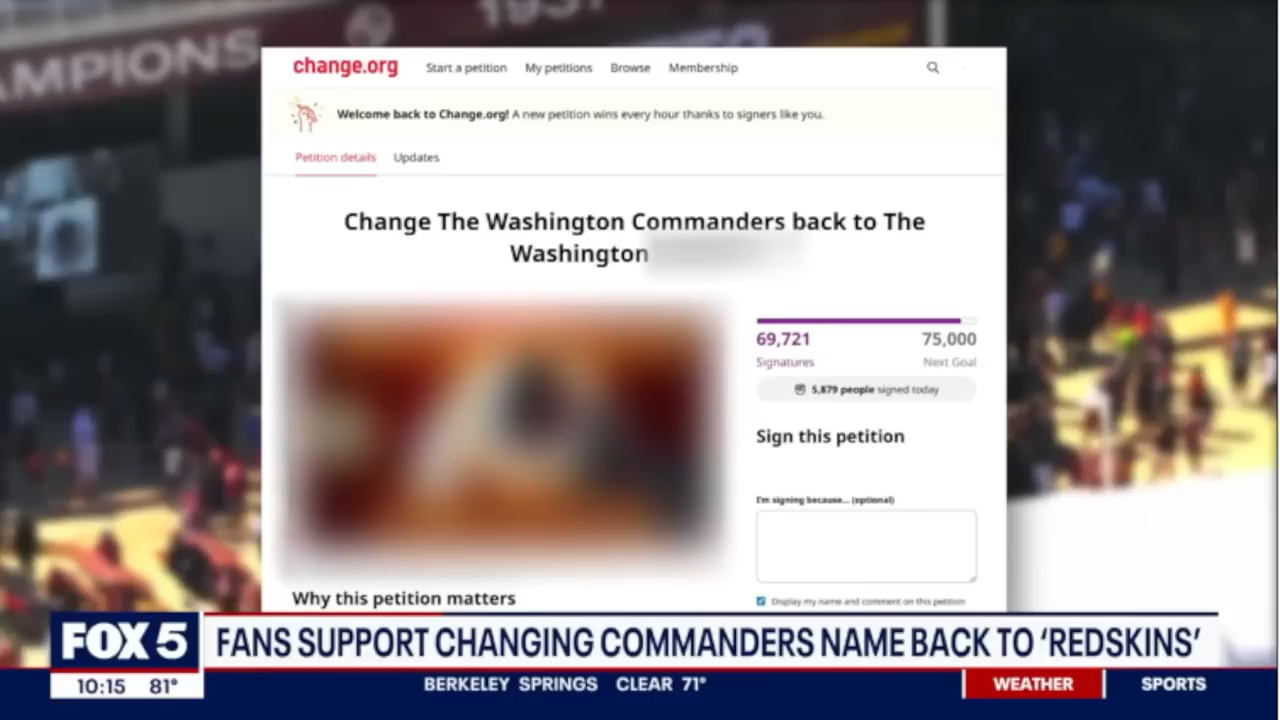 AMPIONS
1937
change.org Start a petition My petitions Browse Membership
Welcome back to Change.org! A new petition wins every hour thanks to signers like you.
Petition details Updates
Change The Washington Commanders back to The
Washington
69,721 75,000
Signatures Next Goal
5,879 people signed today
Sign this petition
I'm signing because... (optional)
Why this petition matters
Display my name and comment on this petition
FOX 5 FANS SUPPORT CHANGING COMMANDERS NAME BACK TO 'REDSKINS'
10:15 81° BERKELEY SPRINGS CLEAR 71° WEATHER SPORTS